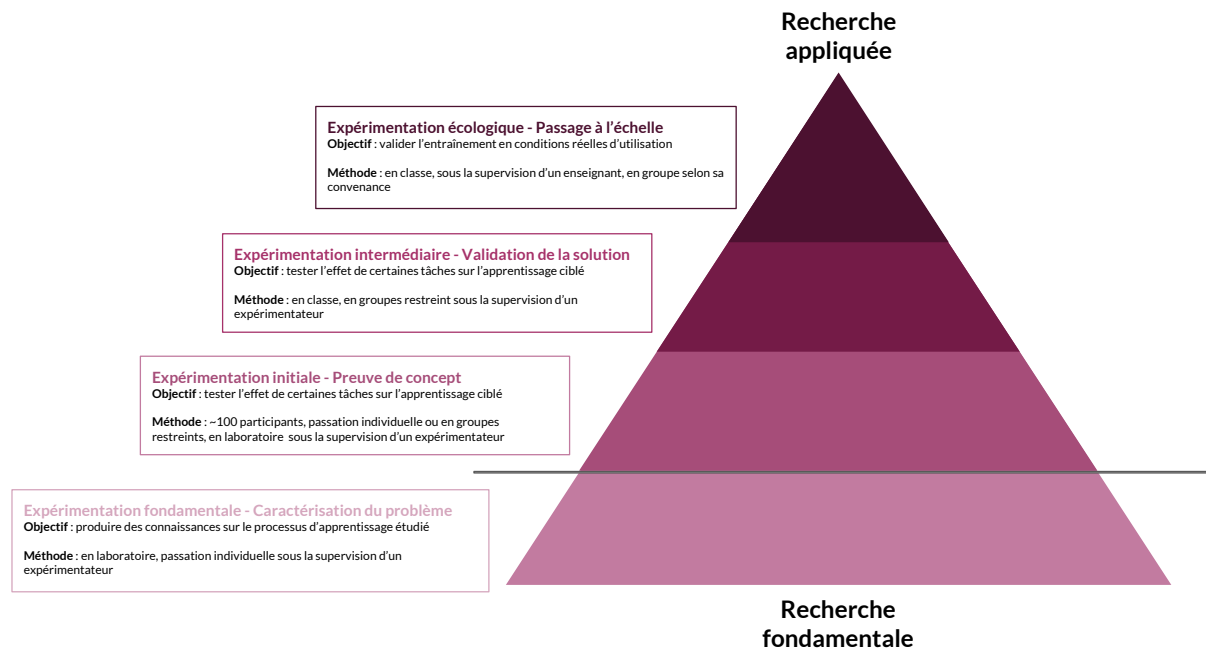 Recherche
appliquée
Expérimentation écologique - Passage à l'échelle
Objectif : valider l'entraînement en conditions réelles d'utilisation
Méthode : en classe, sous la supervision d'un enseignant, en groupe selon sa
convenance
Expérimentation intermédiaire - Validation de la solution
Objectif : tester l'effet de certaines tâches sur l'apprentissage ciblé
Méthode : en classe, en groupes restreint sous la supervision d'un
expérimentateur
Expérimentation initiale - Preuve de concept
Objectif : tester l'effet de certaines tâches sur l'apprentissage ciblé
Méthode : ~100 participants, passation individuelle ou en groupes
restreints, en laboratoire sous la supervision d'un expérimentateur
Expérimentation fondamentale - Caractérisation du problème
Objectif : produire des connaissances sur le processus d'apprentissage étudié
Méthode : en laboratoire, passation individuelle sous la supervision d'un
expérimentateur
Recherche
fondamentale